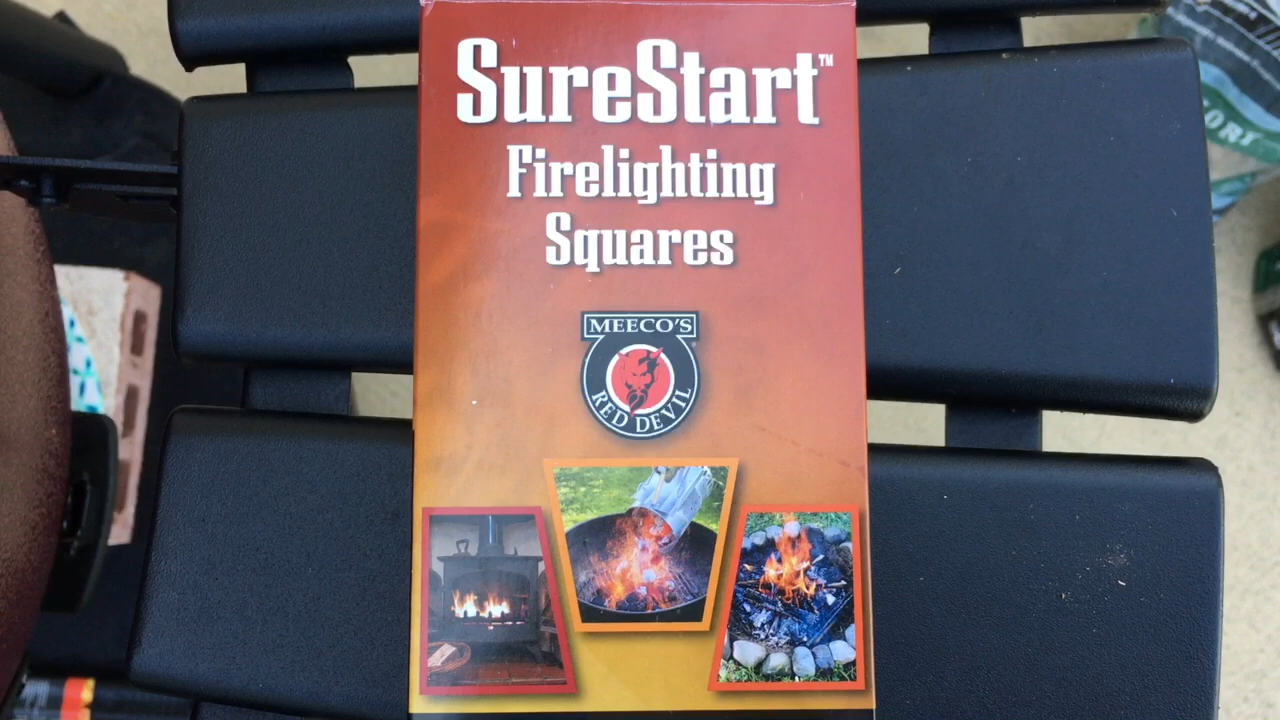 SureStart™
Firelighting
Squares
MEECO'S
RED DEVIL